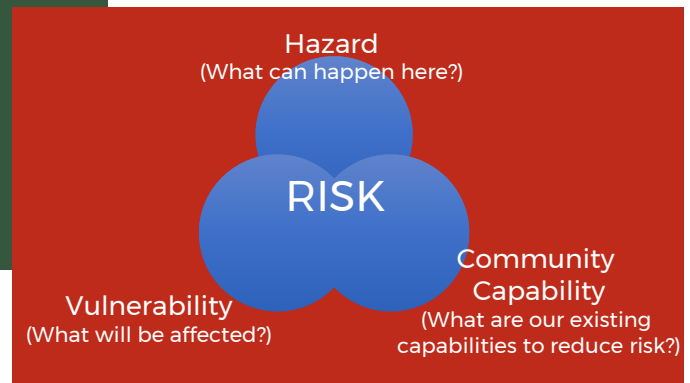 Hazard
(What can happen here?)
RISK
Vulnerability
(What will be affected?)
Community
Capability
(What are our existing
capabilities to reduce risk?)